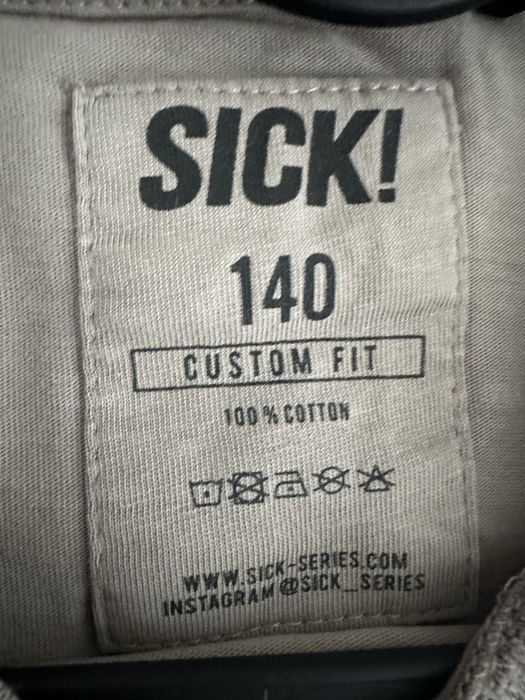 SICK!
140
CUSTOM FIT
100 % COTTON
WWW.SICK-SERIES.COM
INSTAGRAM @SICK_SERIES